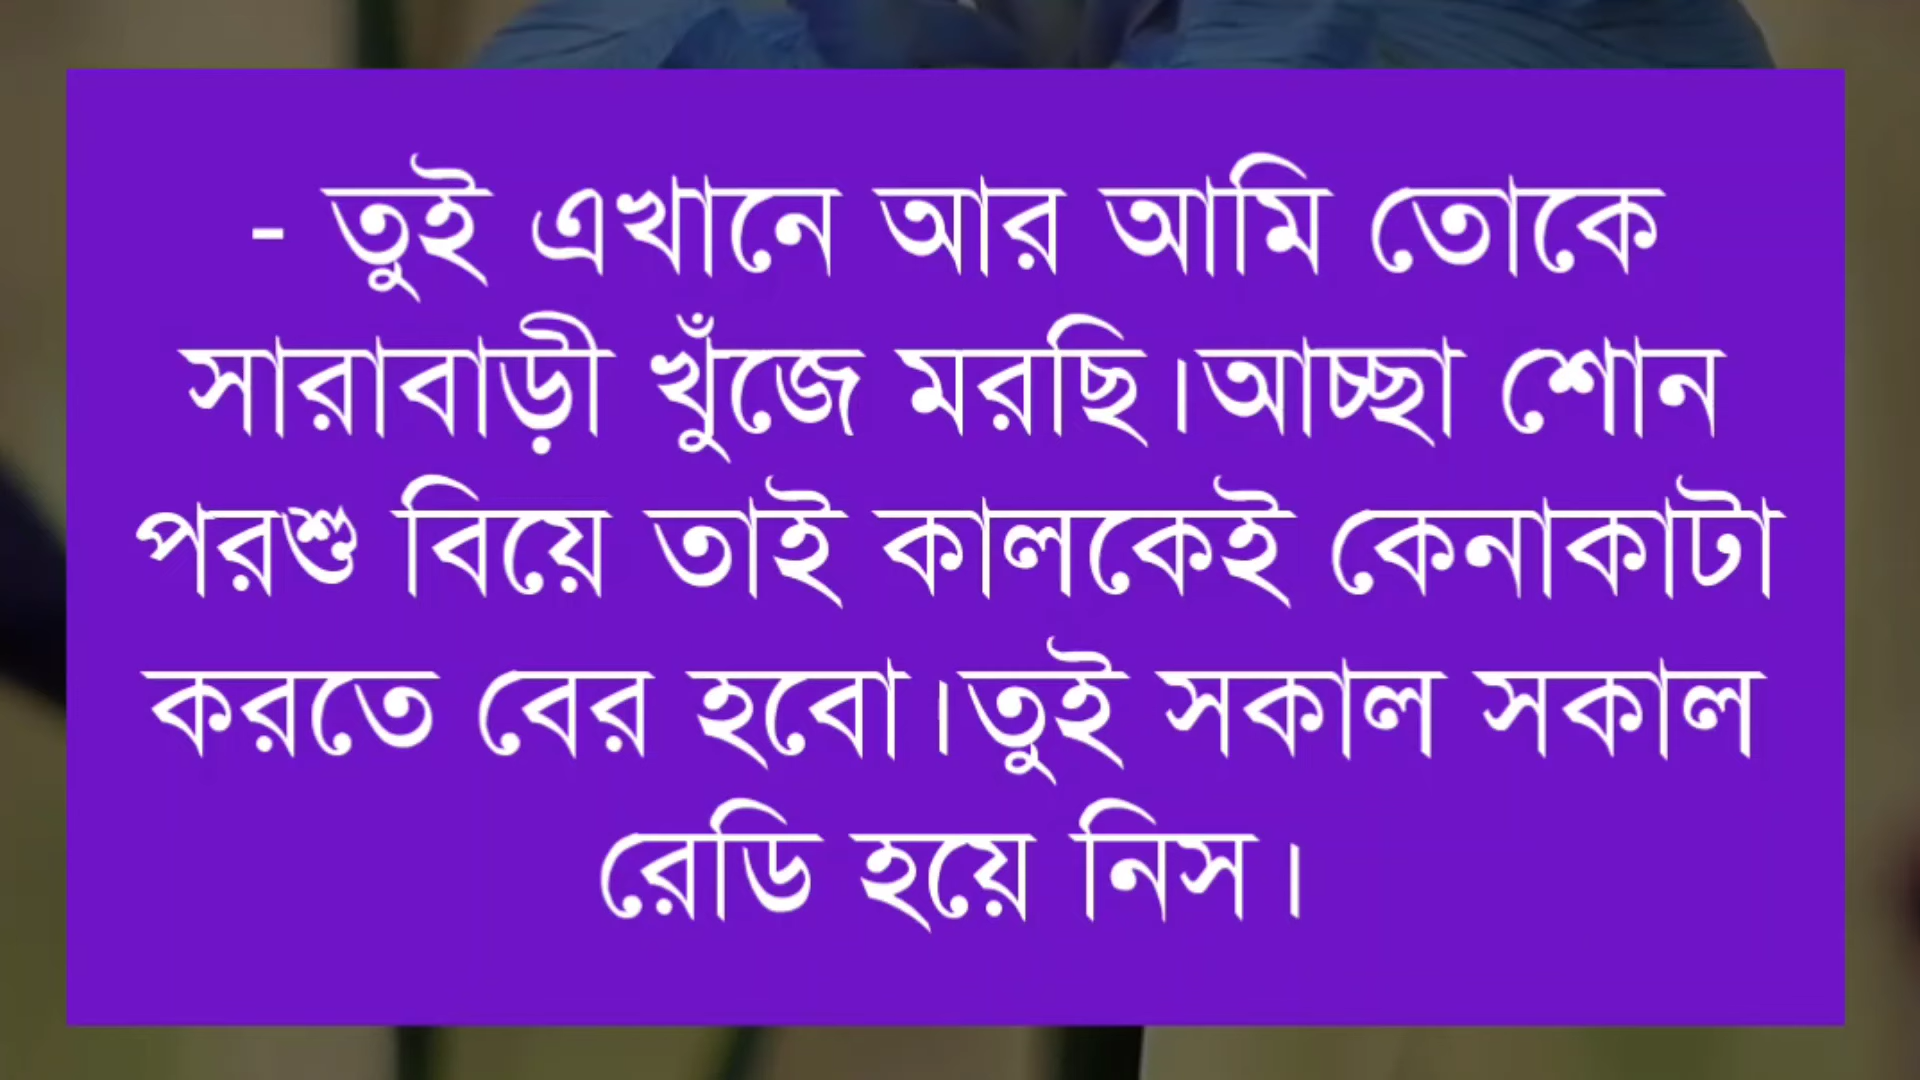 - তুই এখানে আর আমি তোকে
সারাবাড়ী খুঁজে মরছি।আচ্ছা শোন
পরশু বিয়ে তাই কালকেই কেনাকাটা
করতে বের হবো।তুই সকাল সকাল
রেডি হয়ে নিস।